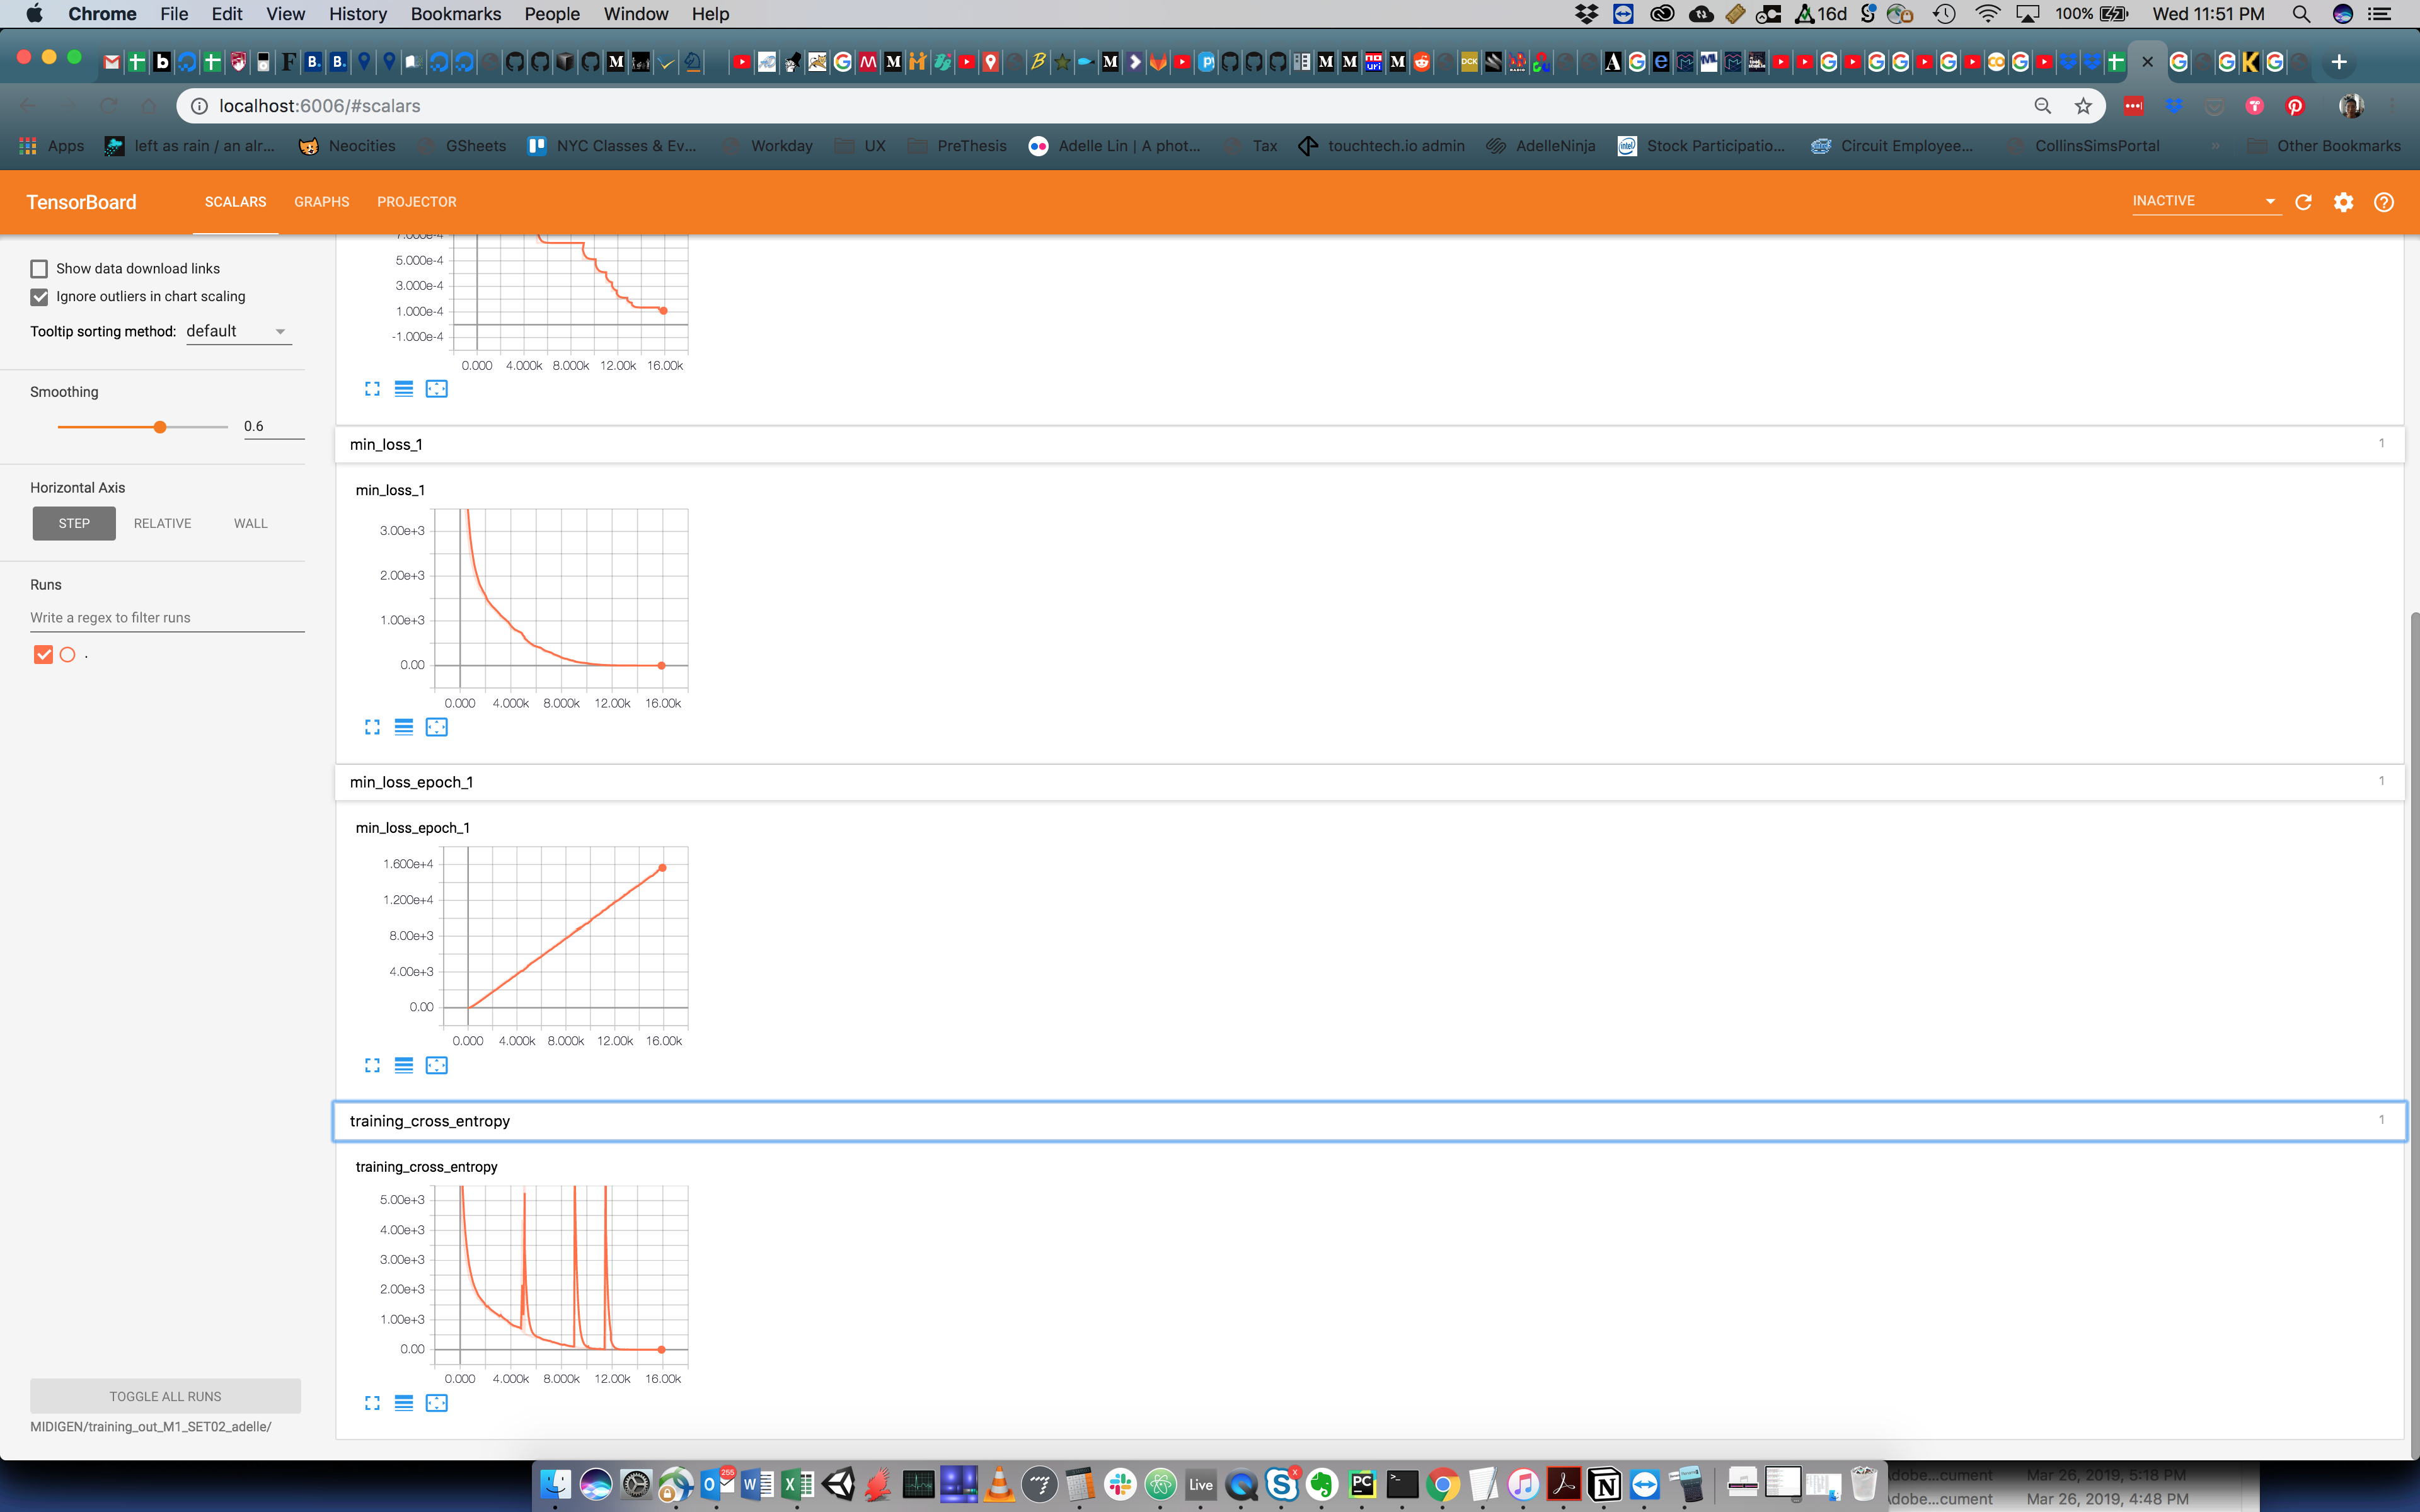 Chrome File Edit View History Bookmarks People Window Help 16d 100% Wed 11:51 PM
localhost:6006/#scalars
Apps left as rain / an alr... Neocities GSheets NYC Classes & Ev... Workday UX PreThesis Adelle Lin | A phot... Tax touchtech.io admin AdelleNinja Stock Participatio... Circuit Employee... CollinsSimsPortal » Other Bookmarks
TensorBoard SCALARS GRAPHS PROJECTOR INACTIVE
Show data download links
Ignore outliers in chart scaling
Tooltip sorting method: default
Smoothing
0.6
Horizontal Axis
STEP RELATIVE WALL
Runs
Write a regex to filter runs
.
TOGGLE ALL RUNS
MIDIGEN/training_out_M1_SET02_adelle/
7.000e-4
5.000e-4
3.000e-4
1.000e-4
-1.000e-4
0.000 4.000k 8.000k 12.00k 16.00k
min_loss_1 1
min_loss_1
3.00e+3
2.00e+3
1.00e+3
0.00
0.000 4.000k 8.000k 12.00k 16.00k
min_loss_epoch_1 1
min_loss_epoch_1
1.600e+4
1.200e+4
8.00e+3
4.00e+3
0.00
0.000 4.000k 8.000k 12.00k 16.00k
training_cross_entropy 1
training_cross_entropy
5.00e+3
4.00e+3
3.00e+3
2.00e+3
1.00e+3
0.00
0.000 4.000k 8.000k 12.00k 16.00k
255
Live
Adobe...cument Mar 26, 2019, 5:18 PM
Adobe...cument Mar 26, 2019, 4:48 PM